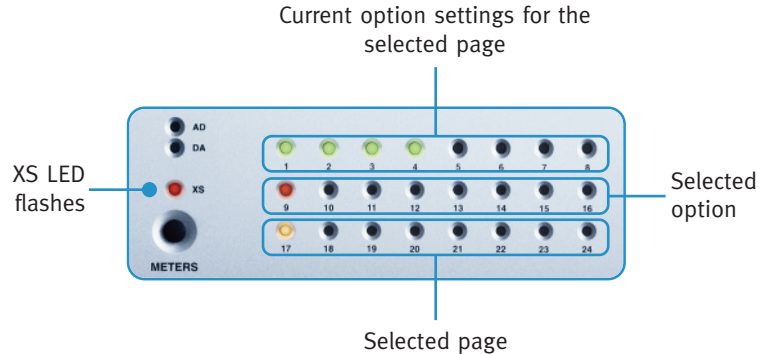 Current option settings for the
selected page
AD
DA
1 2 3 4 5 6 7 8
XS LED
flashes
XS
Selected
option
9 10 11 12 13 14 15 16
17 18 19 20 21 22 23 24
METERS
Selected page